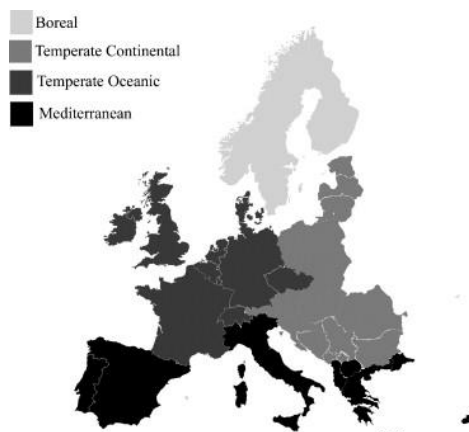 Boreal
Temperate Continental
Temperate Oceanic
Mediterranean